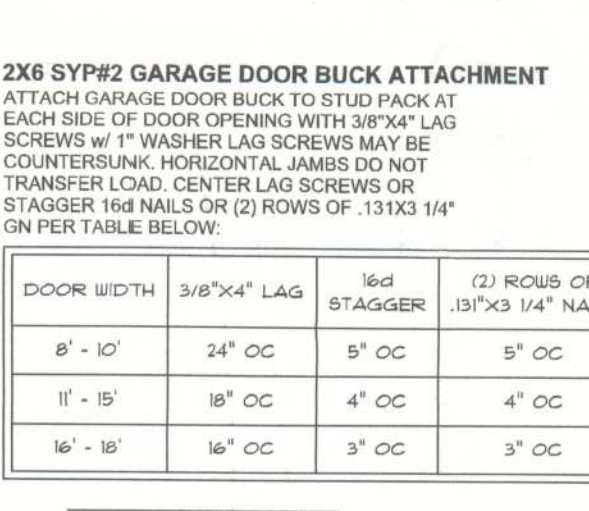 2X6 SYP#2 GARAGE DOOR BUCK ATTACHMENT
ATTACH GARAGE DOOR BUCK TO STUD PACK AT
EACH SIDE OF DOOR OPENING WITH 3/8"X4" LAG
SCREWS w/ 1" WASHER LAG SCREWS MAY BE
COUNTERSUNK. HORIZONTAL JAMBS DO NOT
TRANSFER LOAD. CENTER LAG SCREWS OR
STAGGER 16d NAILS OR (2) ROWS OF .131X3 1/4"
GN PER TABLE BELOW:
DOOR WIDTH 3/8"X4" LAG 16d STAGGER (2) ROWS OF .131"X3 1/4" NA
8' - 10' 24" OC 5" OC 5" OC
11' - 15' 18" OC 4" OC 4" OC
16' - 18' 16" OC 3" OC 3" OC